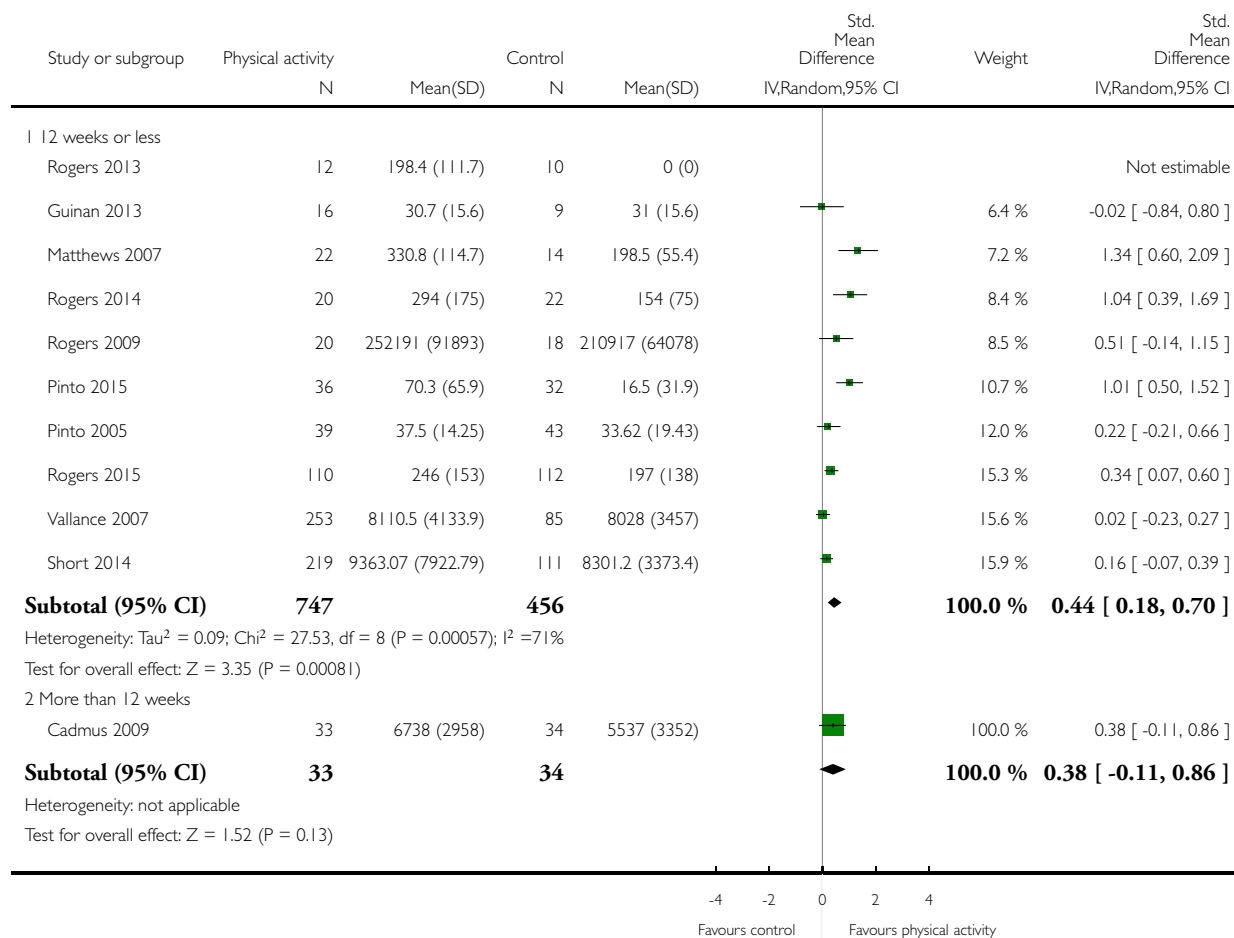 Std. Std.
Mean Mean
Study or subgroup Physical activity Control Difference Weight Difference
N Mean(SD) N Mean(SD) IV,Random,95% CI IV,Random,95% CI
1 12 weeks or less
Rogers 2013 12 198.4 (111.7) 10 0 (0) Not estimable
Guinan 2013 16 30.7 (15.6) 9 31 (15.6) 6.4 % -0.02 [ -0.84, 0.80 ]
Matthews 2007 22 330.8 (114.7) 14 198.5 (55.4) 7.2 % 1.34 [ 0.60, 2.09 ]
Rogers 2014 20 294 (175) 22 154 (75) 8.4 % 1.04 [ 0.39, 1.69 ]
Rogers 2009 20 252191 (91893) 18 210917 (64078) 8.5 % 0.51 [ -0.14, 1.15 ]
Pinto 2015 36 70.3 (65.9) 32 16.5 (31.9) 10.7 % 1.01 [ 0.50, 1.52 ]
Pinto 2005 39 37.5 (14.25) 43 33.62 (19.43) 12.0 % 0.22 [ -0.21, 0.66 ]
Rogers 2015 110 246 (153) 112 197 (138) 15.3 % 0.34 [ 0.07, 0.60 ]
Vallance 2007 253 8110.5 (4133.9) 85 8028 (3457) 15.6 % 0.02 [ -0.23, 0.27 ]
Short 2014 219 9363.07 (7922.79) 111 8301.2 (3373.4) 15.9 % 0.16 [ -0.07, 0.39 ]
Subtotal (95% CI) 747 456 100.0 % 0.44 [ 0.18, 0.70 ]
Heterogeneity: Tau² = 0.09; Chi² = 27.53, df = 8 (P = 0.00057); I² =71%
Test for overall effect: Z = 3.35 (P = 0.00081)
2 More than 12 weeks
Cadmus 2009 33 6738 (2958) 34 5537 (3352) 100.0 % 0.38 [ -0.11, 0.86 ]
Subtotal (95% CI) 33 34 100.0 % 0.38 [ -0.11, 0.86 ]
Heterogeneity: not applicable
Test for overall effect: Z = 1.52 (P = 0.13)
-4 -2 0 2 4
Favours control Favours physical activity